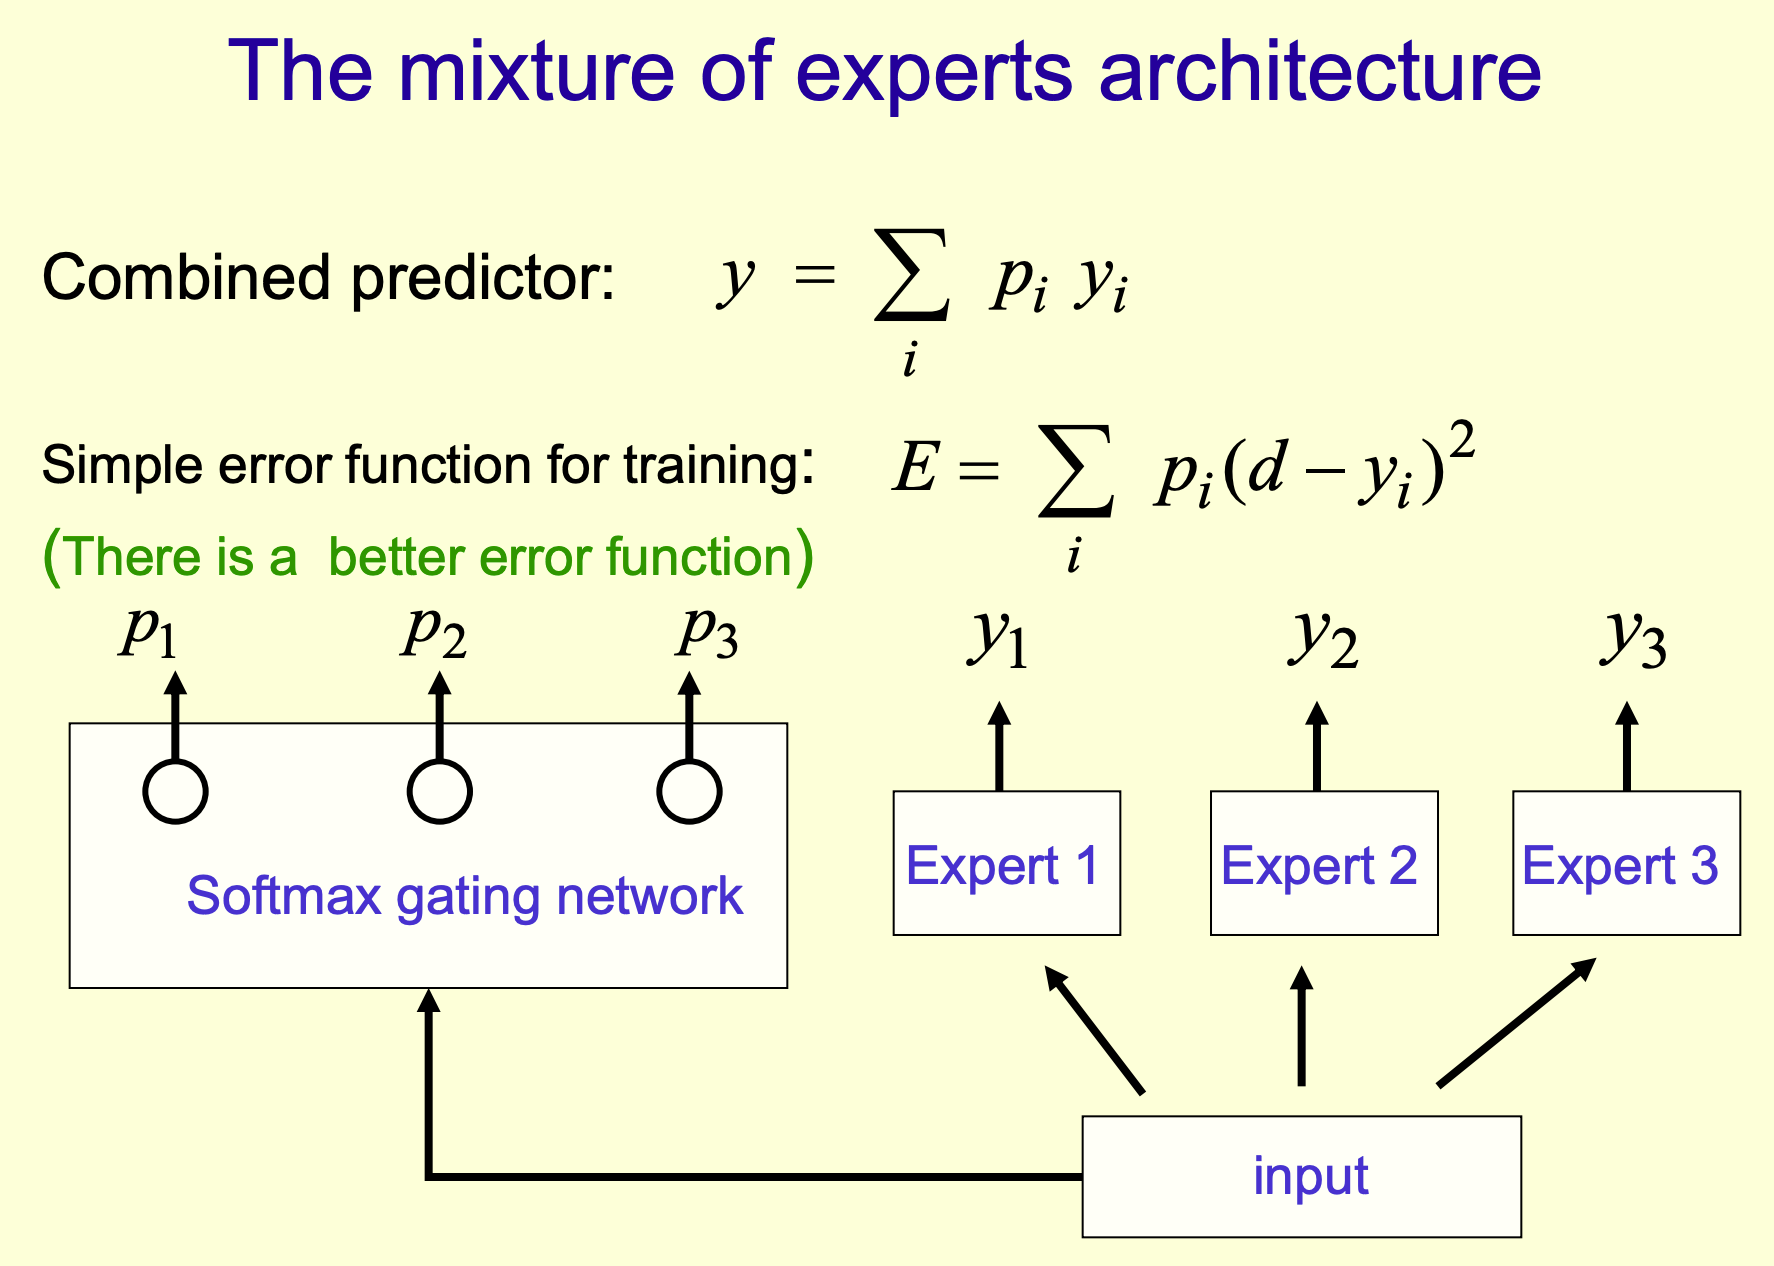 The mixture of experts architecture
Combined predictor: y = ∑ pᵢ yᵢ
i
Simple error function for training: E = ∑ pᵢ(d − yᵢ)²
i
(There is a better error function)
p₁ p₂ p₃ y₁ y₂ y₃
Expert 1 Expert 2 Expert 3
Softmax gating network
input